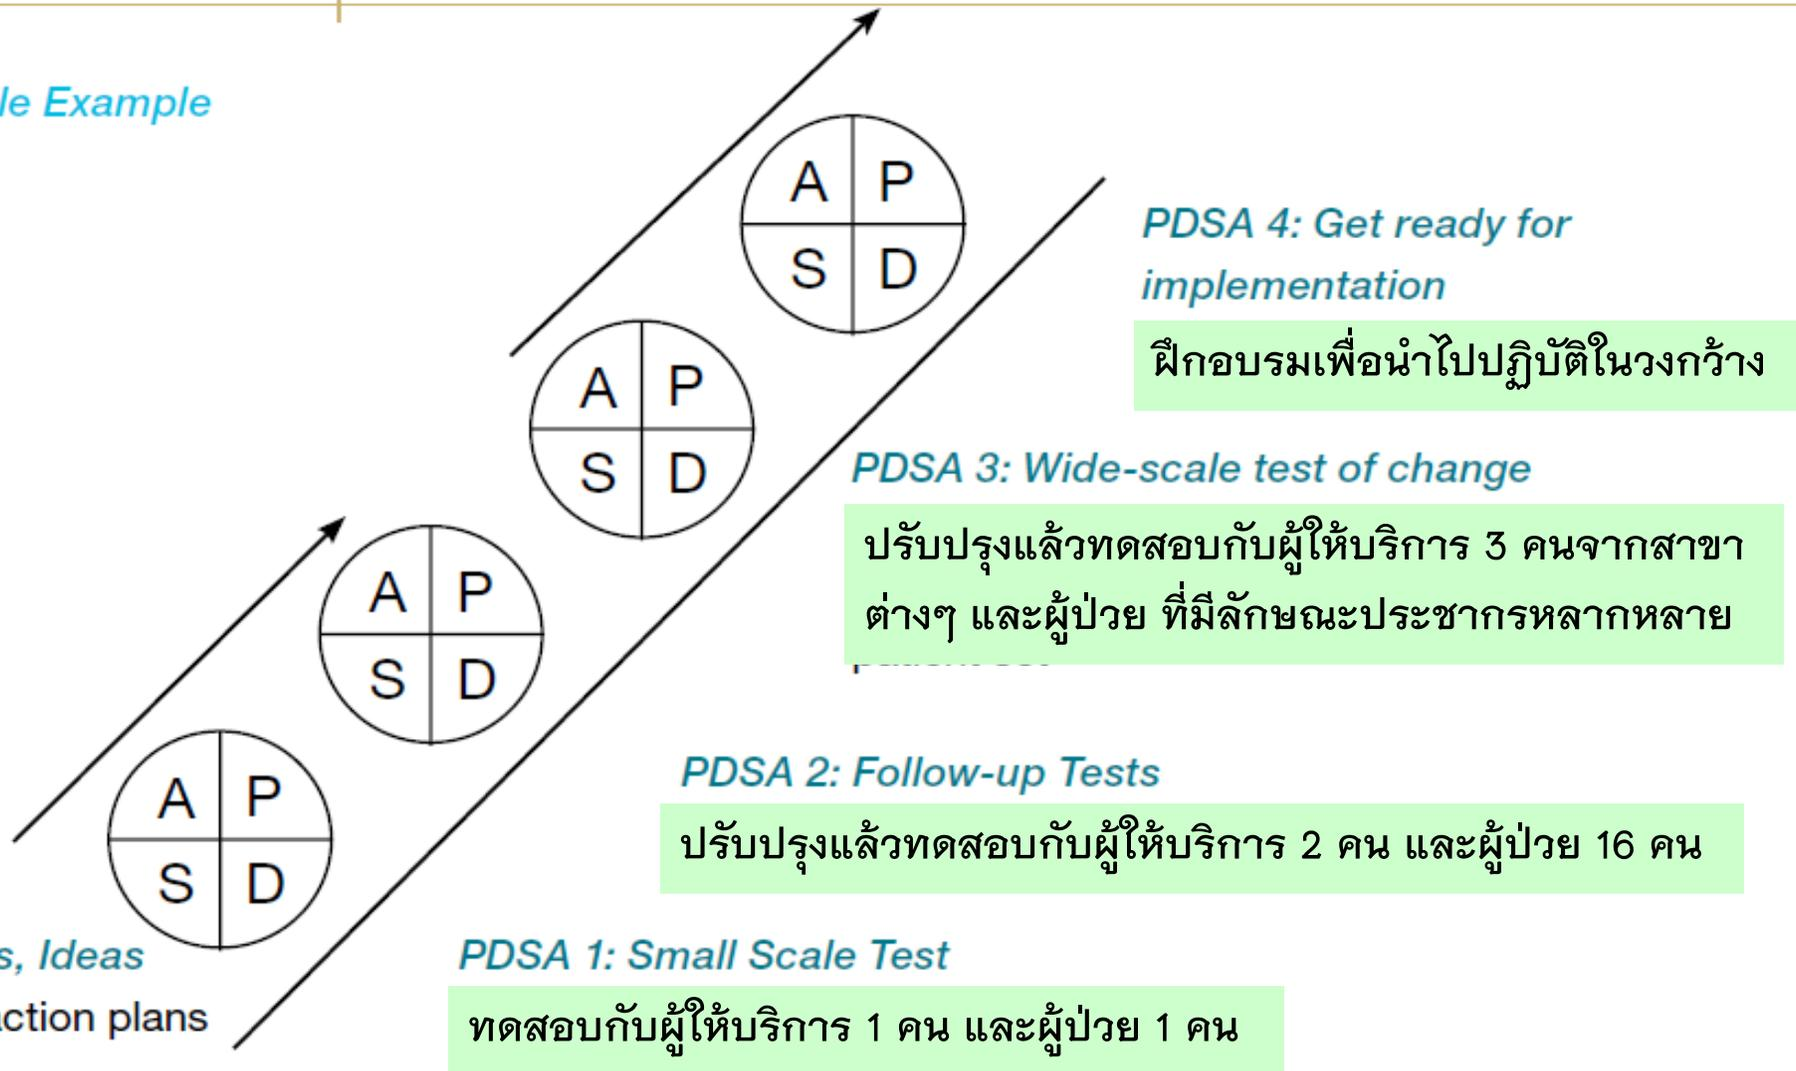 le Example
A P
S D
PDSA 4: Get ready for
implementation
ฝึกอบรมเพื่อนำไปปฏิบัติในวงกว้าง
A P
S D
PDSA 3: Wide-scale test of change
ปรับปรุงแล้วทดสอบกับผู้ให้บริการ 3 คนจากสาขา
ต่างๆ และผู้ป่วย ที่มีลักษณะประชากรหลากหลาย
A P
S D
PDSA 2: Follow-up Tests
ปรับปรุงแล้วทดสอบกับผู้ให้บริการ 2 คน และผู้ป่วย 16 คน
A P
S D
s, Ideas
ction plans
PDSA 1: Small Scale Test
ทดสอบกับผู้ให้บริการ 1 คน และผู้ป่วย 1 คน